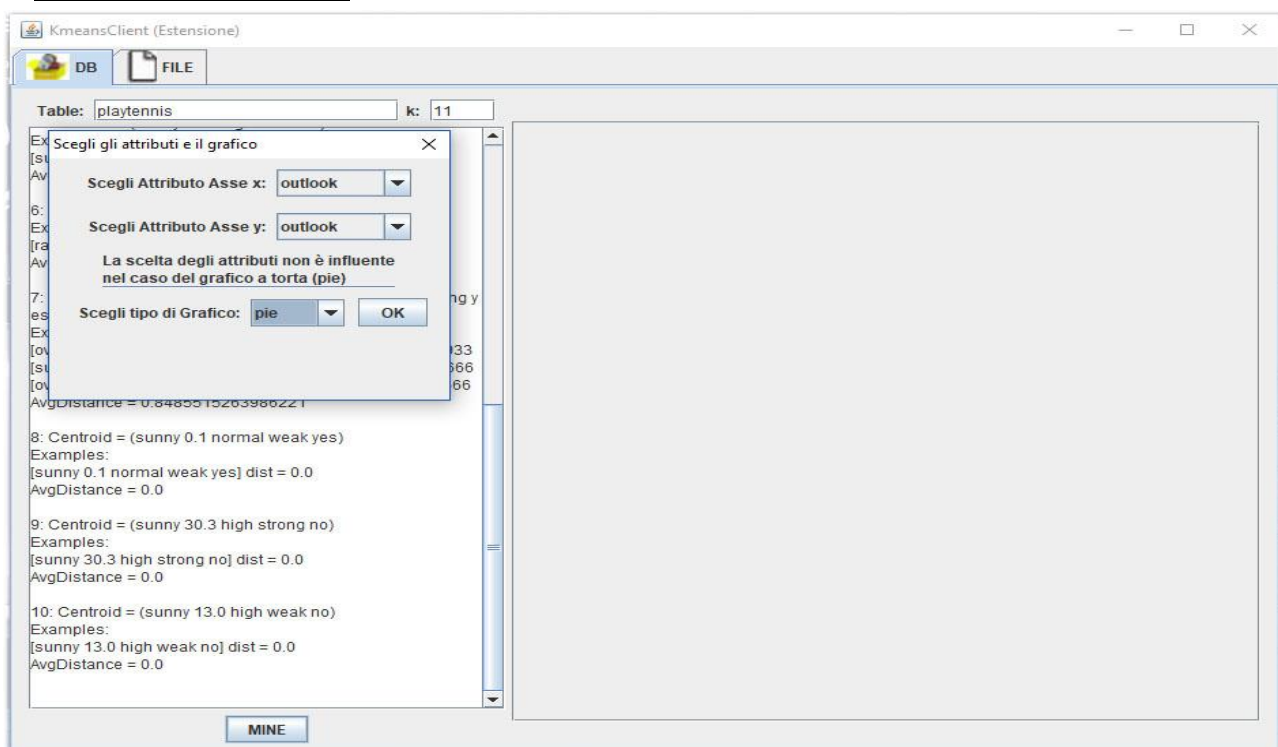 KmeansClient (Estensione)
DB
FILE
Table: playtennis k: 11
Scegli gli attributi e il grafico
Scegli Attributo Asse x: outlook
Scegli Attributo Asse y: outlook
La scelta degli attributi non è influente
nel caso del grafico a torta (pie)
Scegli tipo di Grafico: pie OK
6:
7:
AvgDistance = 0.8485515263986221
8: Centroid = (sunny 0.1 normal weak yes)
Examples:
[sunny 0.1 normal weak yes] dist = 0.0
AvgDistance = 0.0
9: Centroid = (sunny 30.3 high strong no)
Examples:
[sunny 30.3 high strong no] dist = 0.0
AvgDistance = 0.0
10: Centroid = (sunny 13.0 high weak no)
Examples:
[sunny 13.0 high weak no] dist = 0.0
AvgDistance = 0.0
MINE